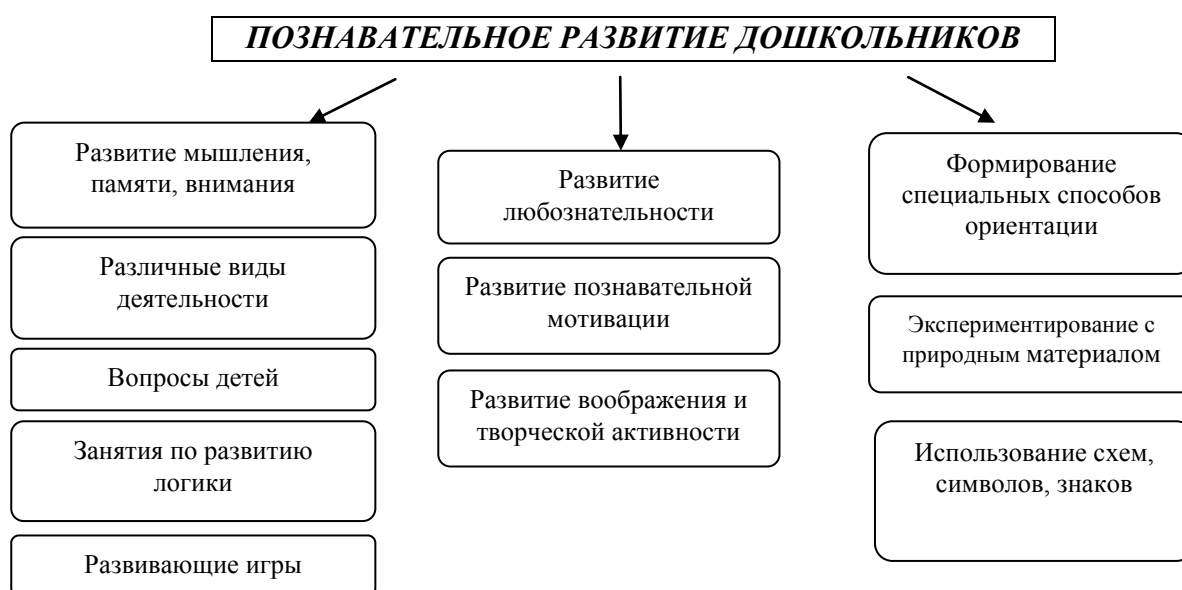 ПОЗНАВАТЕЛЬНОЕ РАЗВИТИЕ ДОШКОЛЬНИКОВ
Развитие мышления,
памяти, внимания
Различные виды
деятельности
Вопросы детей
Занятия по развитию
логики
Развивающие игры
Развитие
любознательности
Развитие познавательной
мотивации
Развитие воображения и
творческой активности
Формирование
специальных способов
ориентации
Экспериментирование с
природным материалом
Использование схем,
символов, знаков